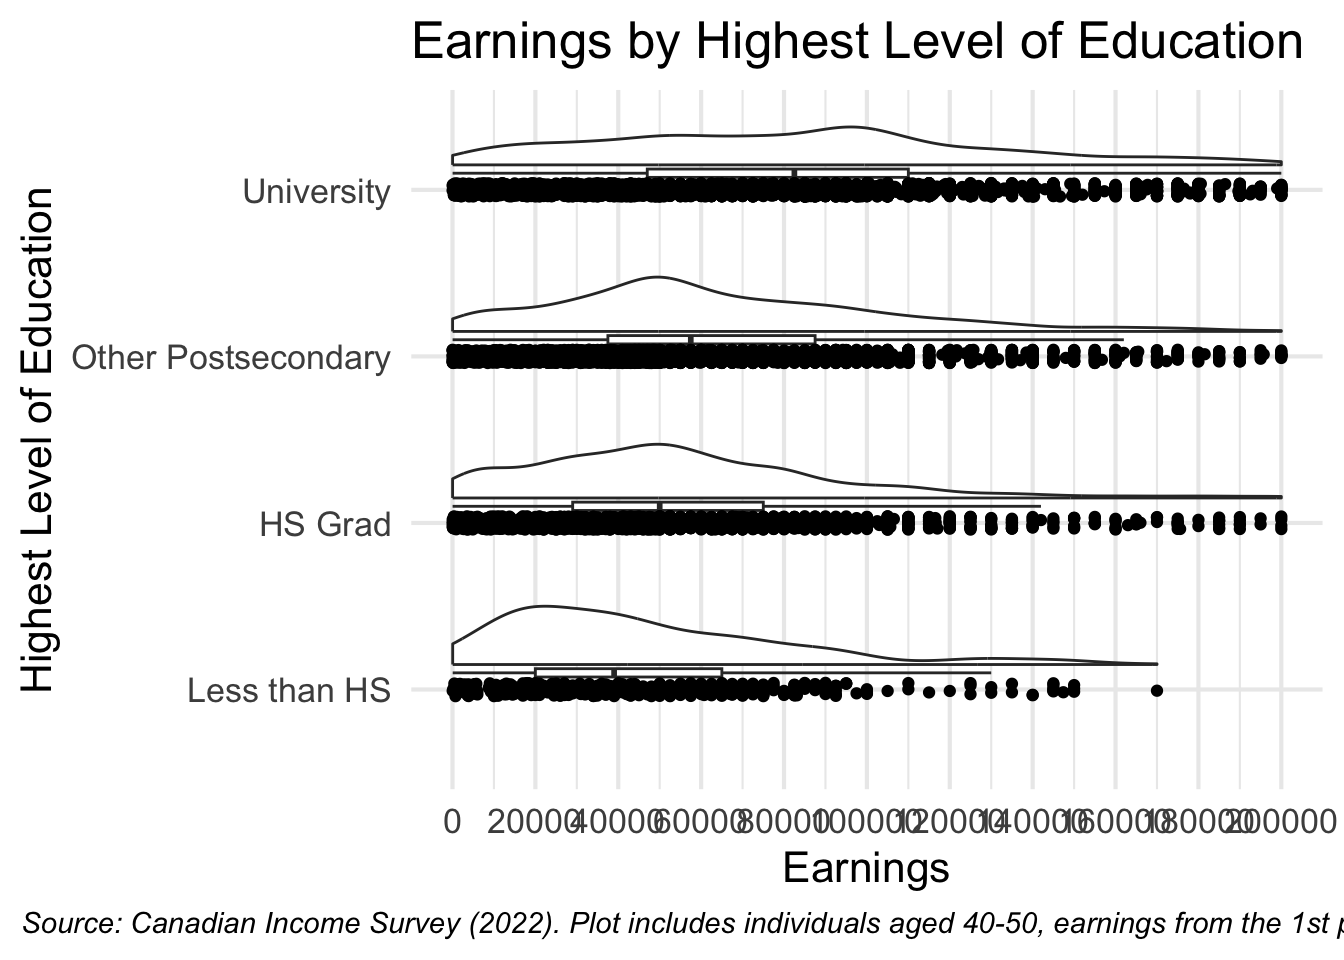 Earnings by Highest Level of Education
Highest Level of Education
University
Other Postsecondary
HS Grad
Less than HS
0 20000 40000 60000 80000 100000 120000 140000 160000 180000 200000
Earnings
Source: Canadian Income Survey (2022). Plot includes individuals aged 40-50, earnings from the 1st p